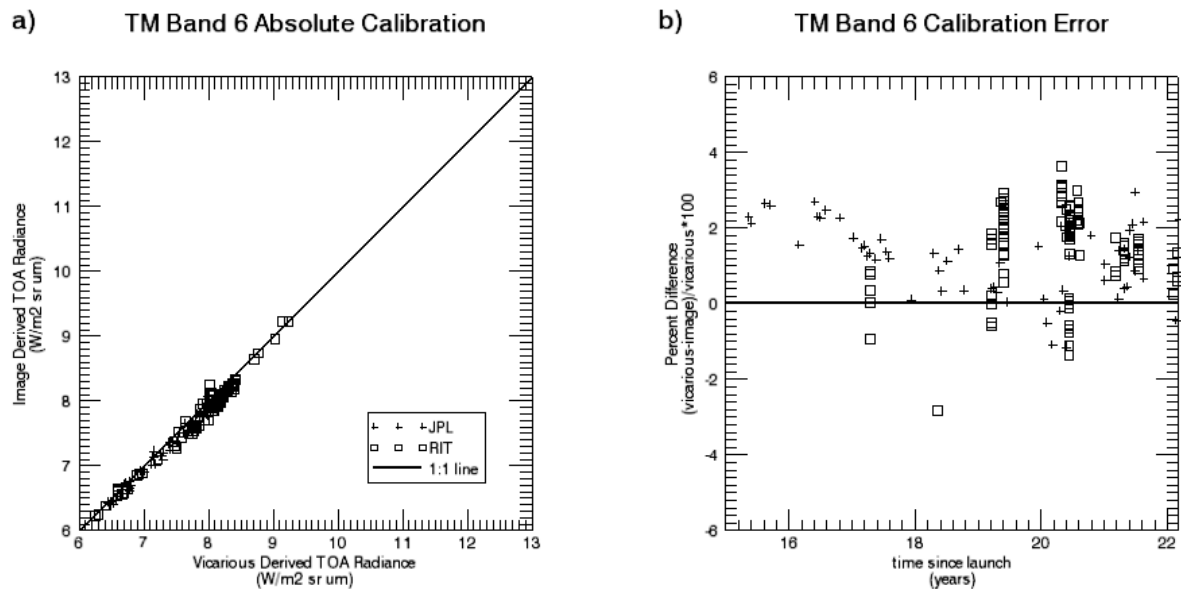 a) TM Band 6 Absolute Calibration
13
12
11
10
9
8
7
6
6 7 8 9 10 11 12 13
Image Derived TOA Radiance
(W/m2 sr um)
Vicarious Derived TOA Radiance
(W/m2 sr um)
JPL
RIT
1:1 line
b) TM Band 6 Calibration Error
6
4
2
0
-2
-4
-6
16 18 20 22
Percent Difference
(vicarious-image)/vicarious*100
time since launch
(years)